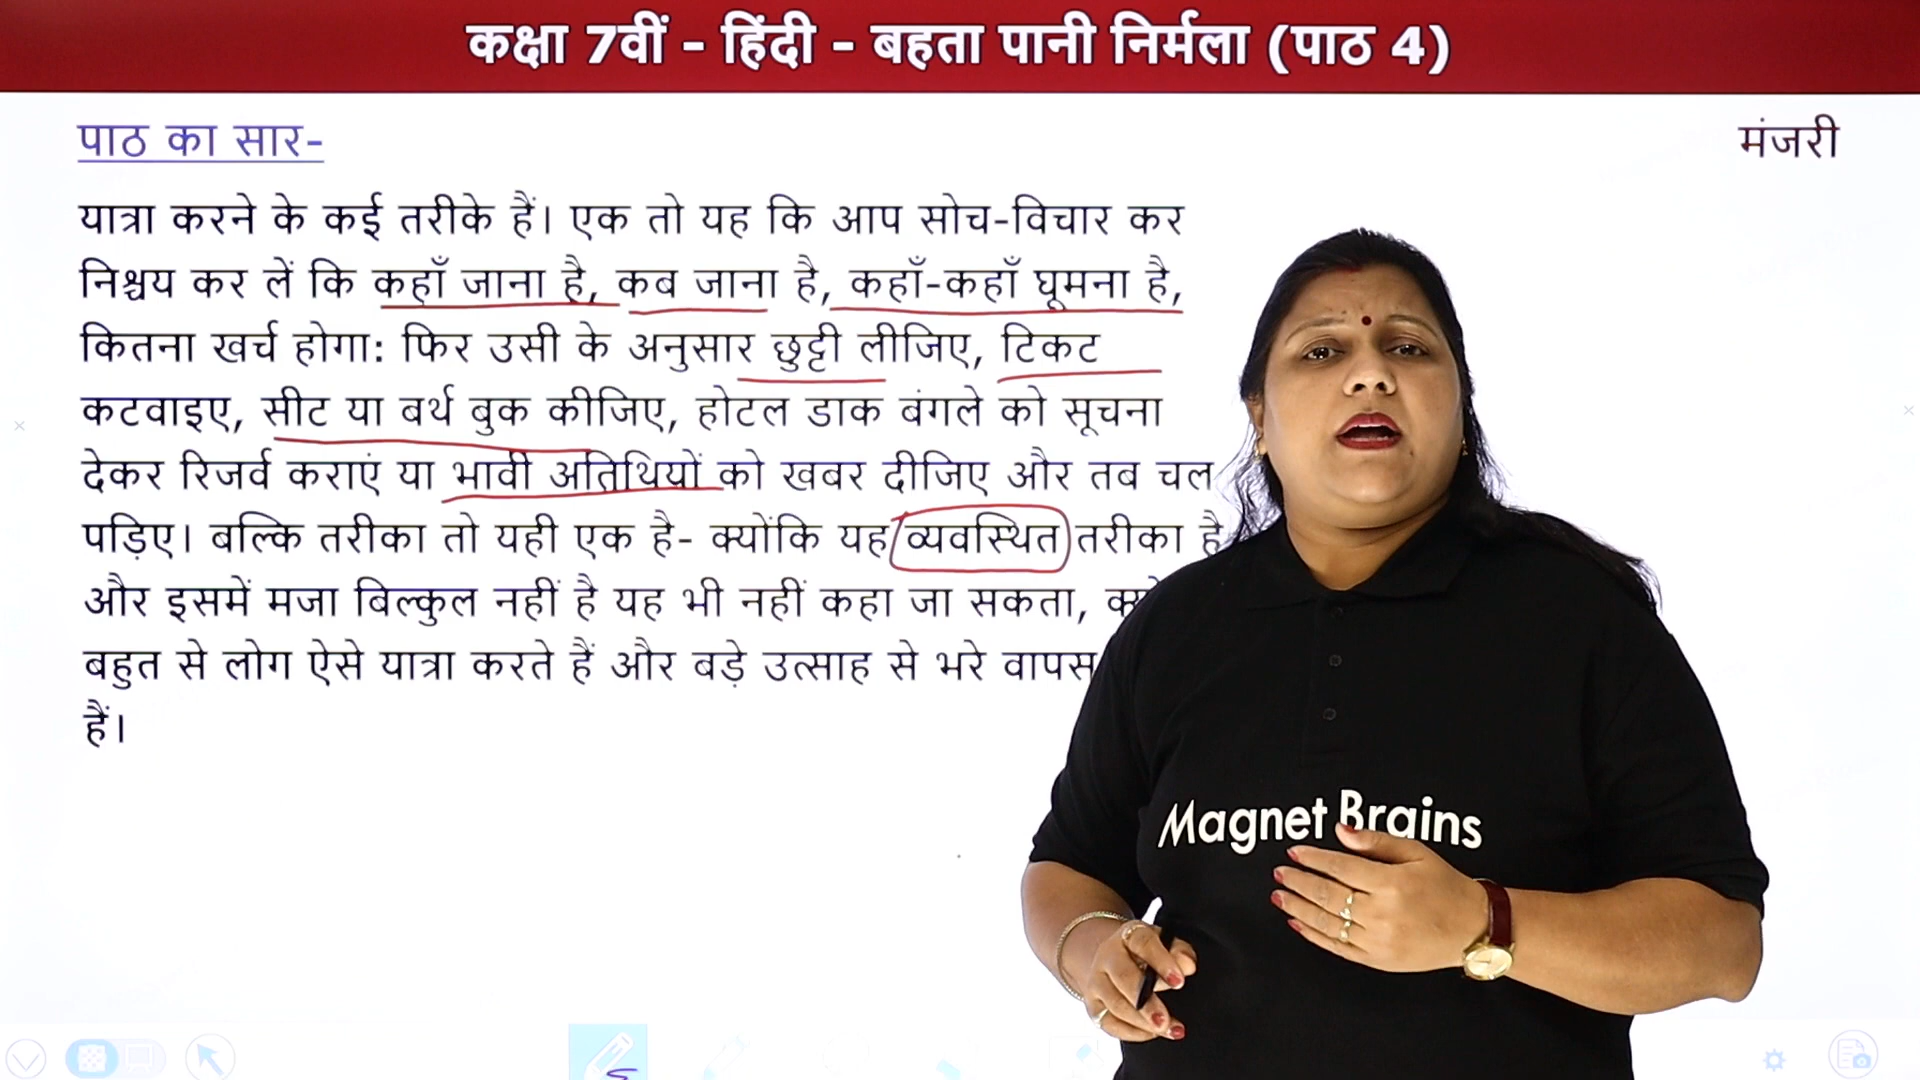 कक्षा 7वीं - हिंदी - बहता पानी निर्मला (पाठ 4)
पाठ का सार-
मंजरी
यात्रा करने के कई तरीके हैं। एक तो यह कि आप सोच-विचार कर
निश्चय कर लें कि कहाँ जाना है, कब जाना है, कहाँ-कहाँ घूमना है,
कितना खर्च होगा: फिर उसी के अनुसार छुट्टी लीजिए, टिकट
कटवाइए, सीट या बर्थ बुक कीजिए, होटल डाक बंगले को सूचना
देकर रिजर्व कराएं या भावी अतिथियों को खबर दीजिए और तब चल
पड़िए। बल्कि तरीका तो यही एक है- क्योंकि यह व्यवस्थित तरीका है
और इसमें मजा बिल्कुल नहीं है यह भी नहीं कहा जा सकता,
बहुत से लोग ऐसे यात्रा करते हैं और बड़े उत्साह से भरे वापस
हैं।
Magnet Brains